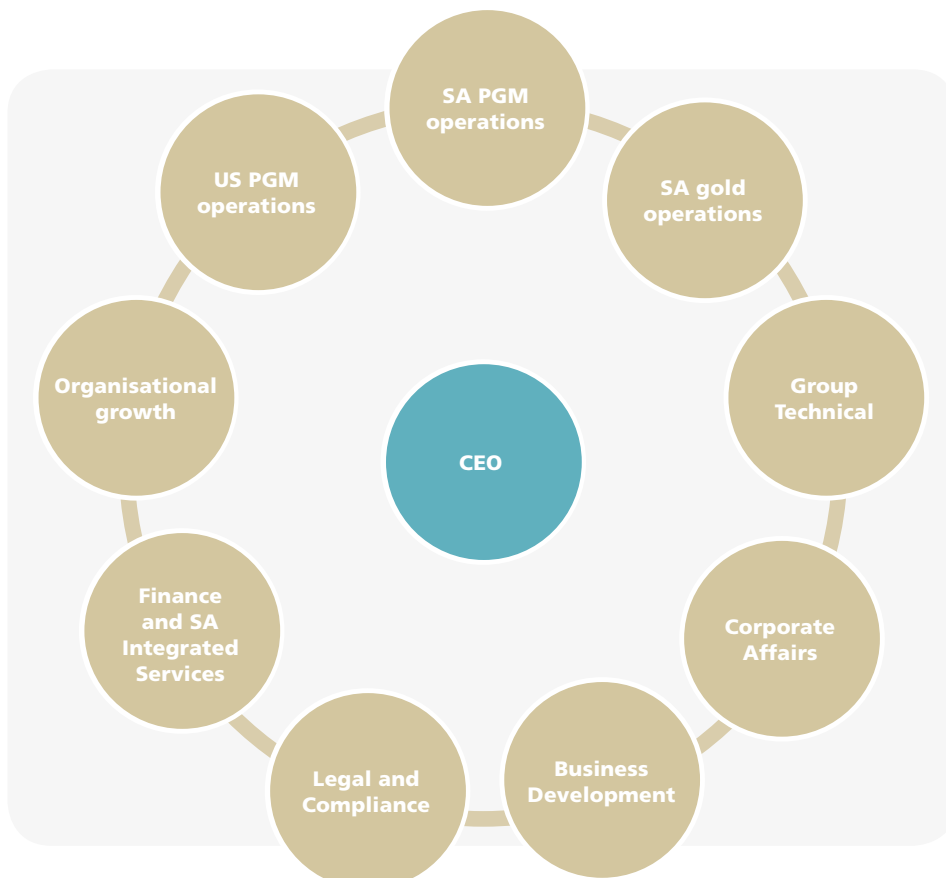 SA PGM
operations
US PGM
operations
SA gold
operations
Organisational
growth
Group
Technical
CEO
Finance
and SA
Integrated
Services
Corporate
Affairs
Legal and
Compliance
Business
Development